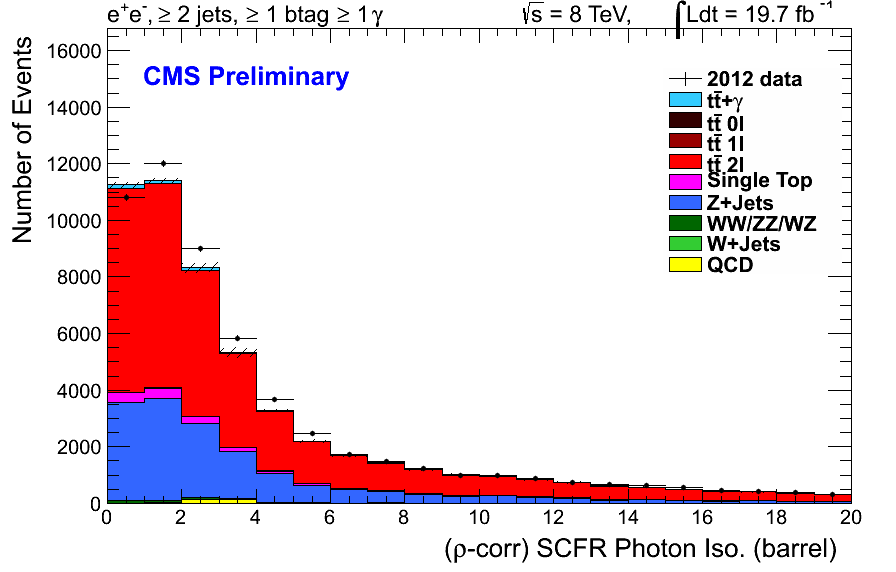 e⁺e⁻, ≥ 2 jets, ≥ 1 btag ≥ 1 γ
√s = 8 TeV, ∫Ldt = 19.7 fb⁻¹
CMS Preliminary
2012 data
tt̄+γ
tt̄ 0l
tt̄ 1l
tt̄ 2l
Single Top
Z+Jets
WW/ZZ/WZ
W+Jets
QCD
Number of Events
16000
14000
12000
10000
8000
6000
4000
2000
0
0 2 4 6 8 10 12 14 16 18 20
(ρ-corr) SCFR Photon Iso. (barrel)